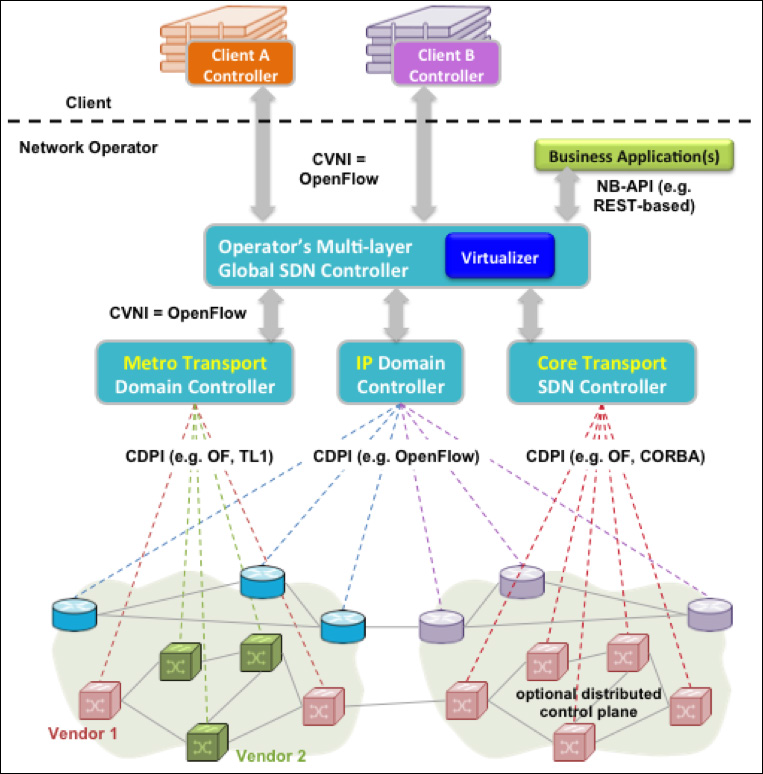 Client A
Controller
Client B
Controller
Client
Network Operator
CVNI =
OpenFlow
Business Application(s)
NB-API (e.g.
REST-based)
Operator's Multi-layer
Global SDN Controller
Virtualizer
CVNI = OpenFlow
Metro Transport
Domain Controller
IP Domain
Controller
Core Transport
SDN Controller
CDPI (e.g. OF, TL1)
CDPI (e.g. OpenFlow)
CDPI (e.g. OF, CORBA)
optional distributed
control plane
Vendor 1
Vendor 2